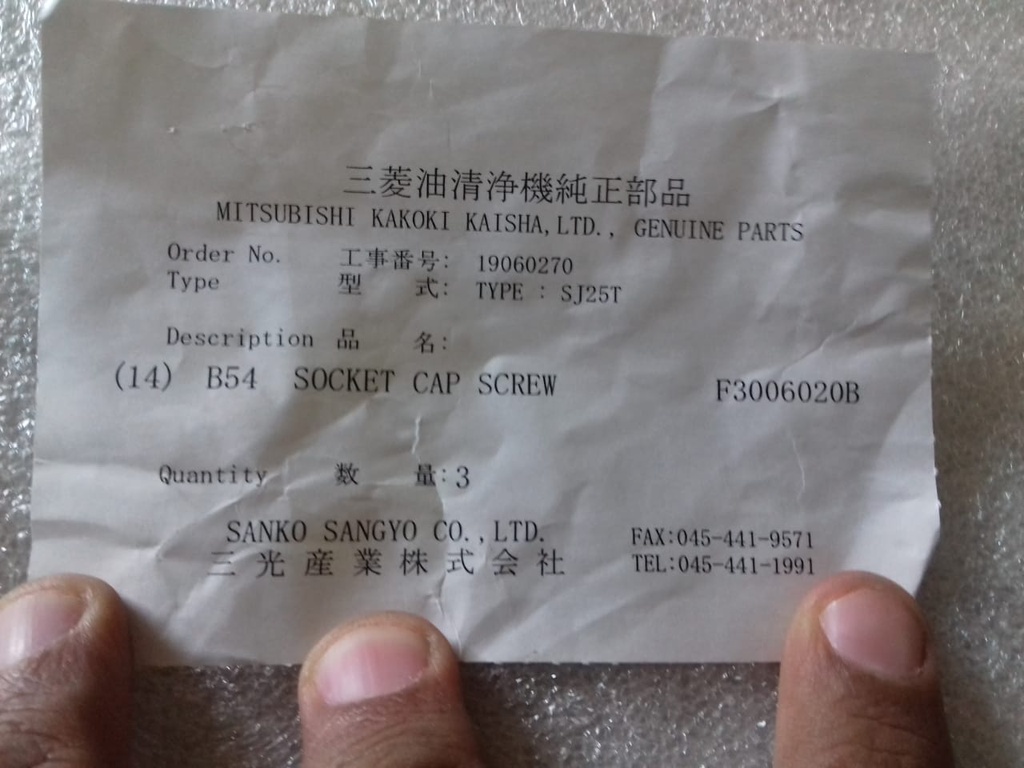 三菱油清浄機純正部品
MITSUBISHI KAKOKI KAISHA,LTD., GENUINE PARTS
Order No. 工事番号: 19060270
Type 型 式: TYPE : SJ25T
Description 品 名:
(14) B54 SOCKET CAP SCREW F3006020B
Quantity 数 量:3
SANKO SANGYO CO.,LTD. FAX:045-441-9571
三光産業株式会社 TEL:045-441-1991